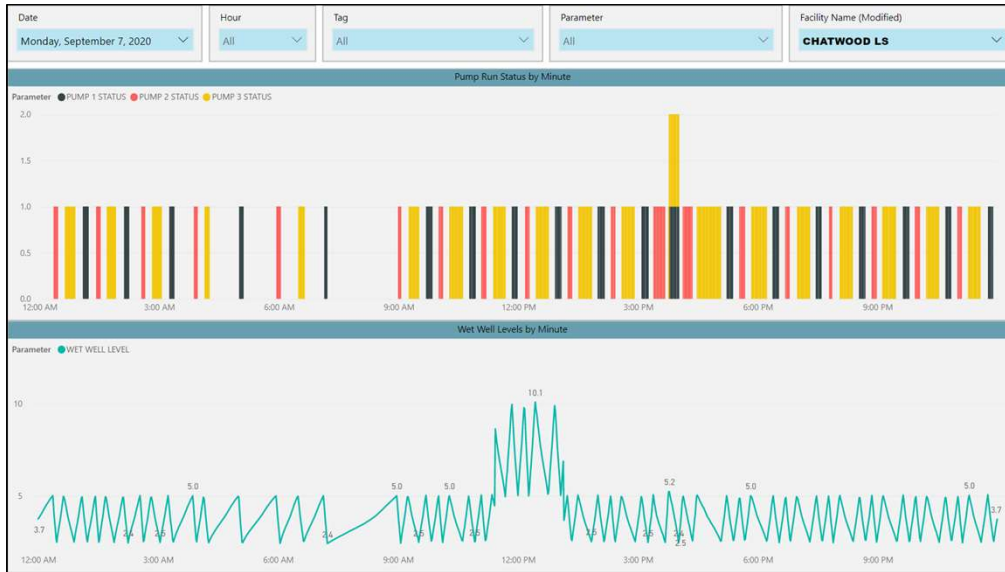 Date Hour Tag Parameter Facility Name (Modified)
Monday, September 7, 2020 All All All CHATWOOD LS
Pump Run Status by Minute
Parameter PUMP 1 STATUS PUMP 2 STATUS PUMP 3 STATUS
2.0
1.5
1.0
0.5
0.0
12:00 AM 3:00 AM 6:00 AM 9:00 AM 12:00 PM 3:00 PM 6:00 PM 9:00 PM
Wet Well Levels by Minute
Parameter WET WELL LEVEL
10 10.1
5 5.0 5.0 5.0 5.2 5.0 5.0
3.7 2.4 2.5 2.4 2.5 2.5 2.5 2.5 2.4 3.7
2.5
12:00 AM 3:00 AM 6:00 AM 9:00 AM 12:00 PM 3:00 PM 6:00 PM 9:00 PM